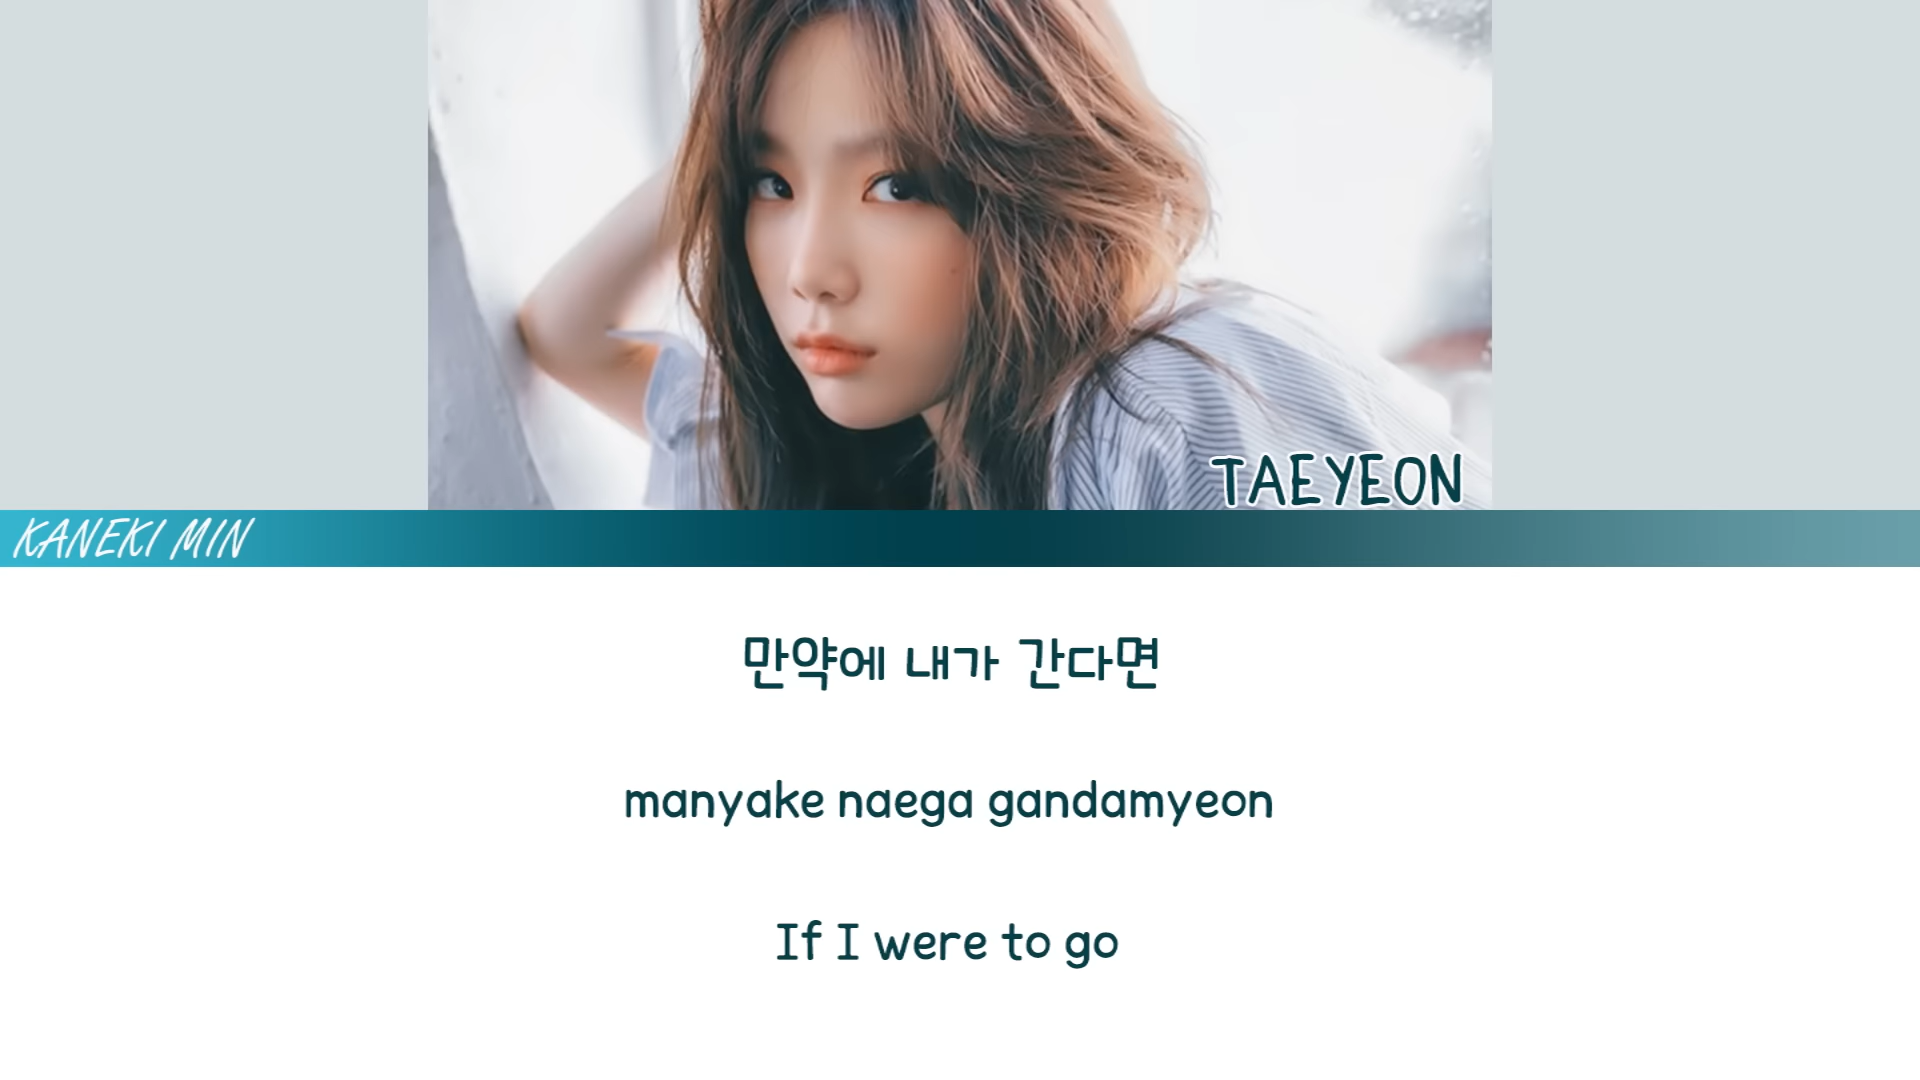 TAEYEON
KANEKI MIN
만약에 내가 간다면
manyake naega gandamyeon
If I were to go